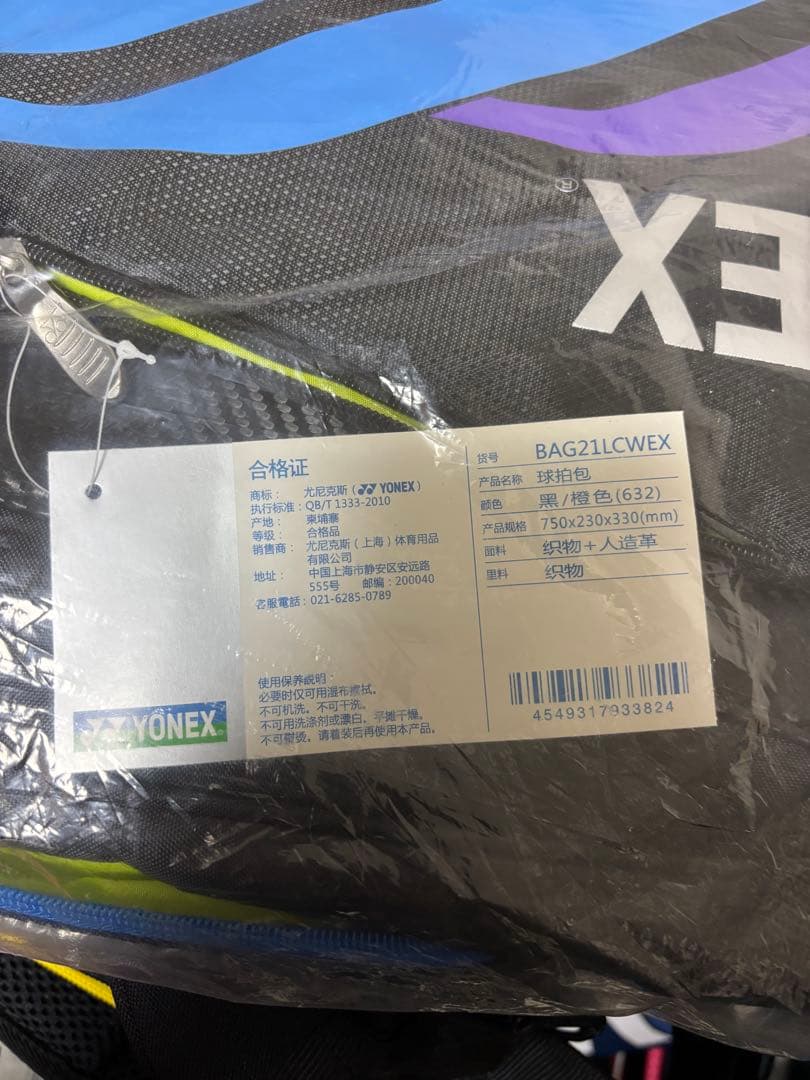 EX
®
合格证
商标： 尤尼克斯（YONEX）
执行标准：QB/T 1333-2010
产地： 柬埔寨
等级： 合格品
销售商： 尤尼克斯（上海）体育用品
有限公司
地址： 中国上海市静安区安远路
555号 邮编：200040
客服電話：021-6285-0789
使用保养说明：
必要时仅可用湿布擦拭。
不可机洗。不可干洗。
不可用洗涤剂或漂白。平摊干燥。
不可熨烫。请着装后再使用本产品。
YONEX
货号 BAG21LCWEX
产品名称 球拍包
颜色 黑/橙色(632)
产品规格 750x230x330(mm)
面料 织物＋人造革
里料 织物
4549317933824